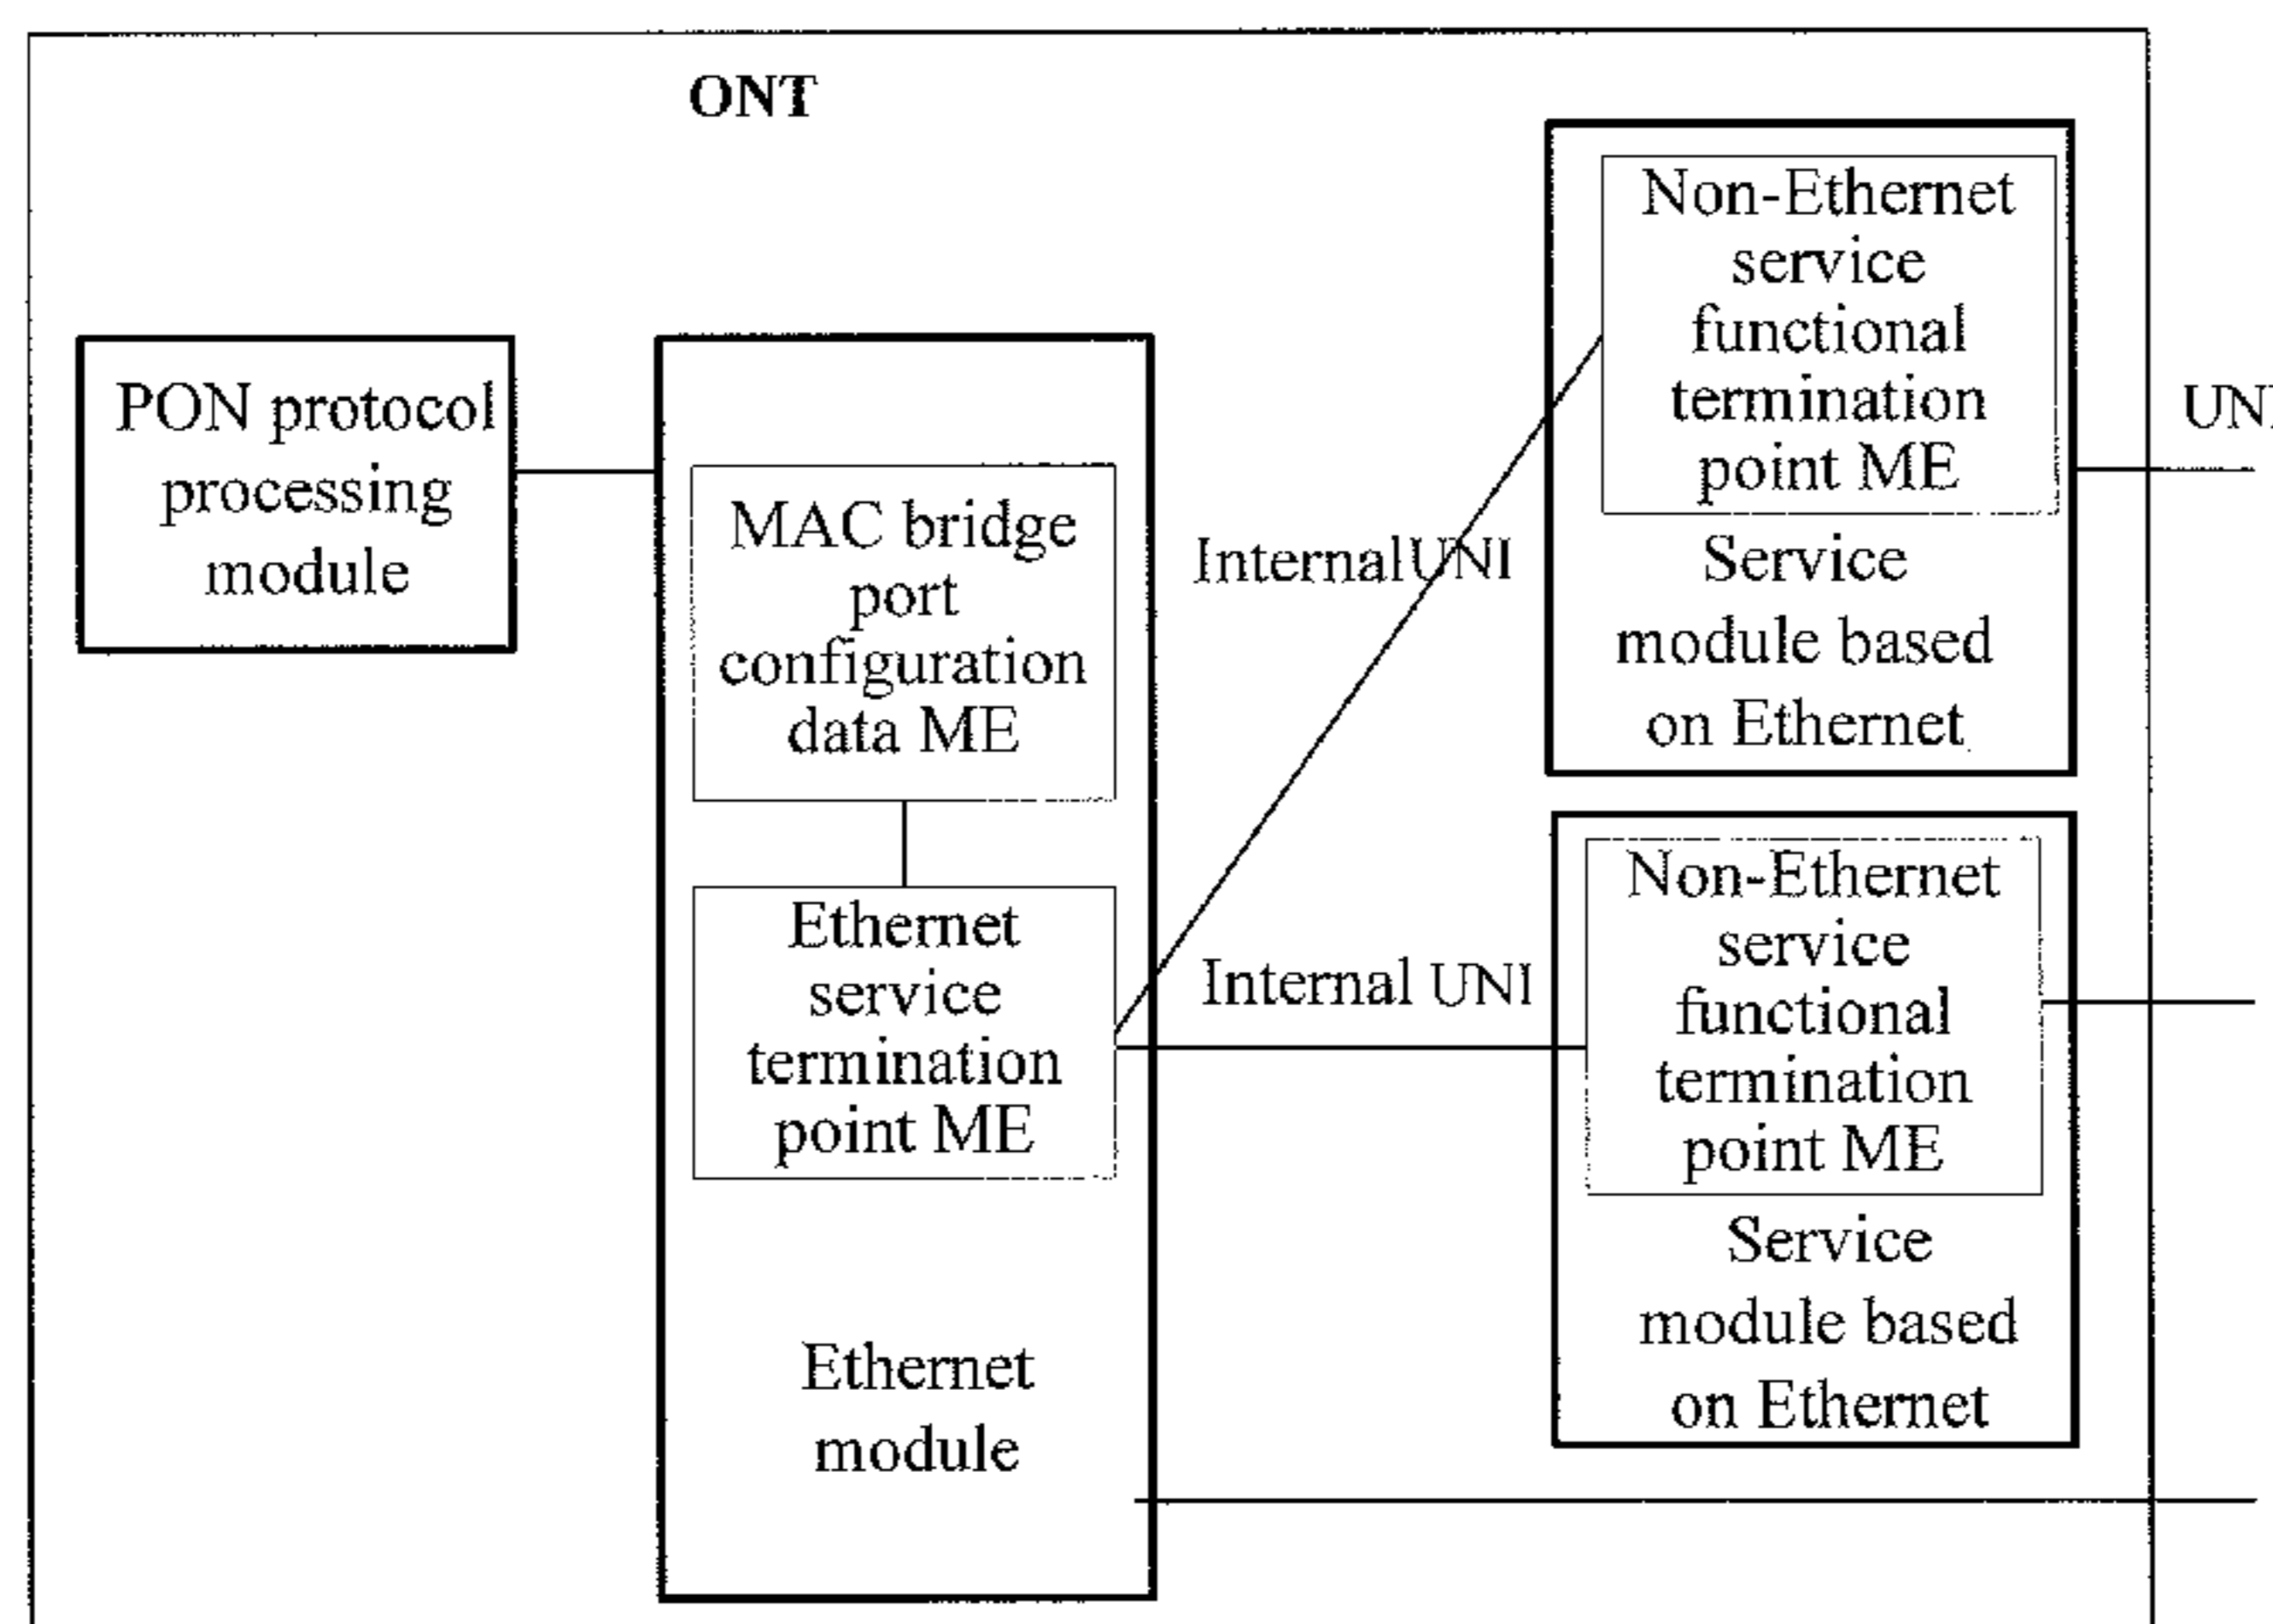 ONT
PON protocol
processing
module
MAC bridge
port
configuration
data ME
Ethernet
service
termination
point ME
Ethernet
module
Internal UNI
Internal UNI
Non-Ethernet
service
functional
termination
point ME
Service
module based
on Ethernet
Non-Ethernet
service
functional
termination
point ME
Service
module based
on Ethernet